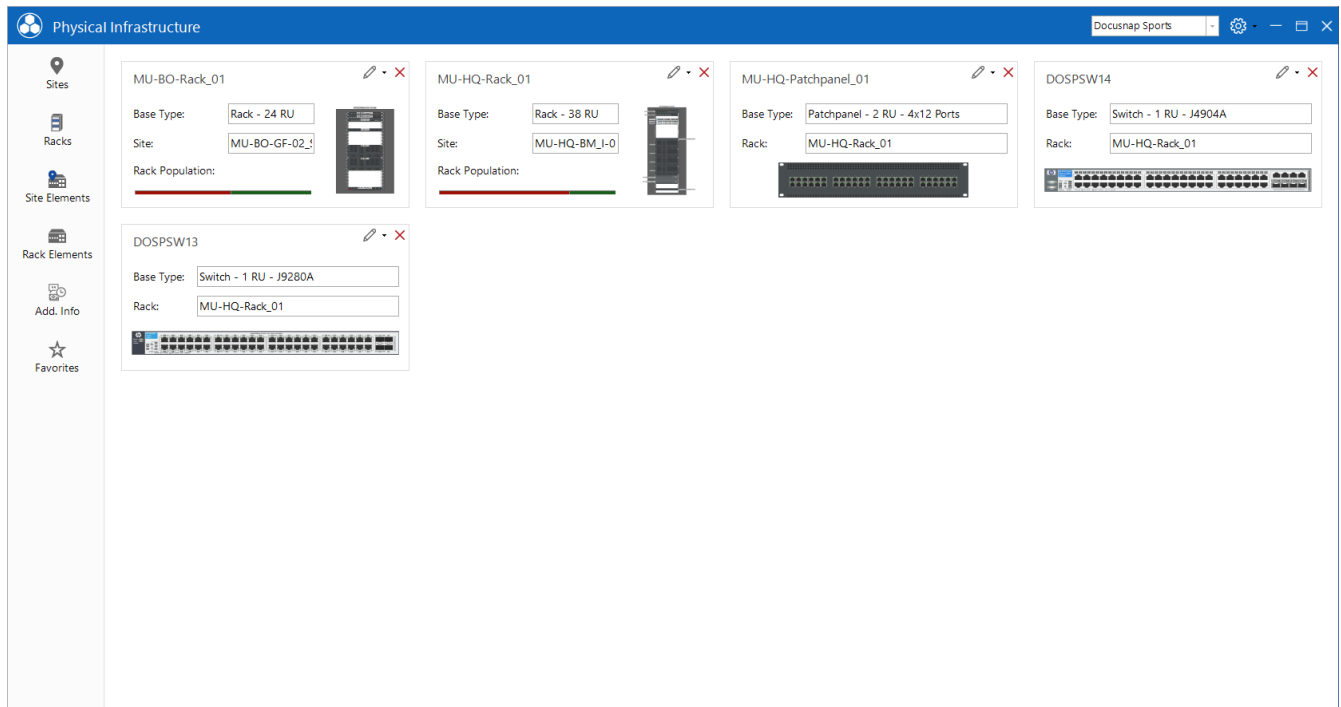 Physical Infrastructure
Docusnap Sports
Sites
Racks
Site Elements
Rack Elements
Add. Info
Favorites
MU-BO-Rack_01
Base Type: Rack - 24 RU
Site: MU-BO-GF-02_
Rack Population:
MU-HQ-Rack_01
Base Type: Rack - 38 RU
Site: MU-HQ-BM_I-0
Rack Population:
MU-HQ-Patchpanel_01
Base Type: Patchpanel - 2 RU - 4x12 Ports
Rack: MU-HQ-Rack_01
DOSPSW14
Base Type: Switch - 1 RU - J4904A
Rack: MU-HQ-Rack_01
DOSPSW13
Base Type: Switch - 1 RU - J9280A
Rack: MU-HQ-Rack_01